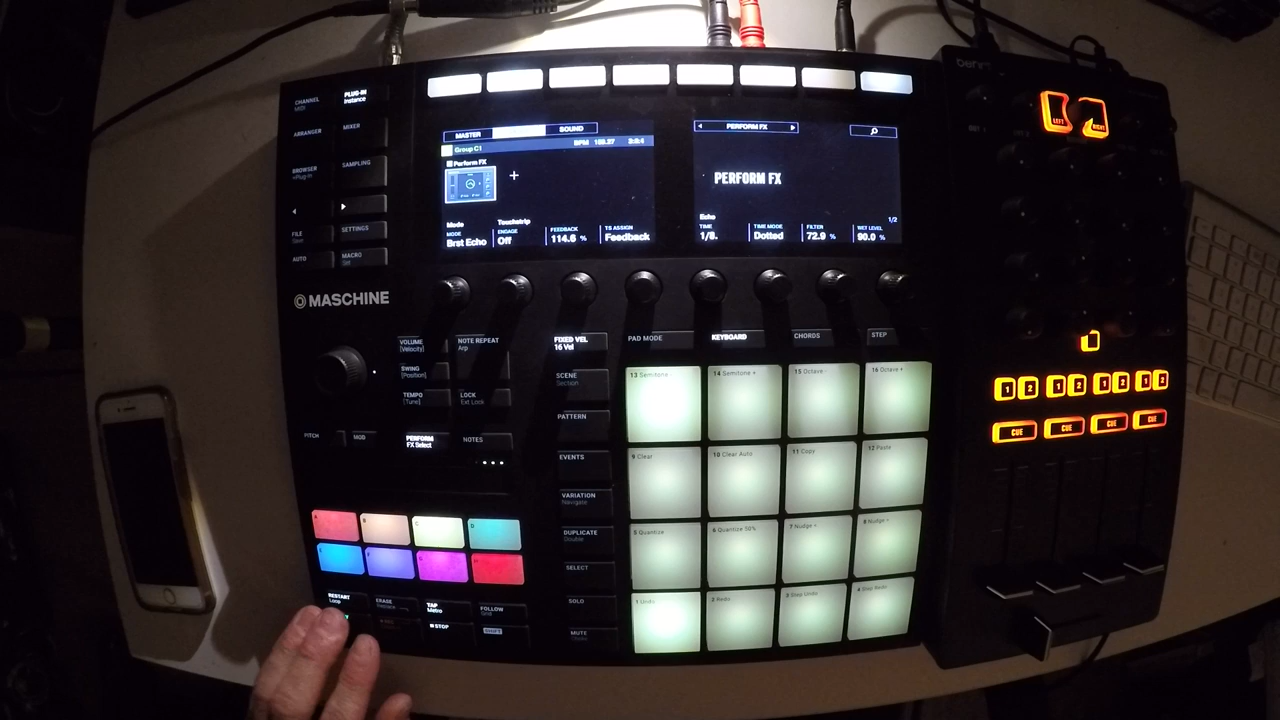 CHANNEL
MIDI
PLUG-IN
Instance
ARRANGER
MIXER
BROWSER
+Plug-In
SAMPLING
FILE
Save
SETTINGS
AUTO
MACRO
Set
MASCHINE
MASTER
SOUND
Group C1
BPM
Perform FX
+
Mode
Touchstrip
MODE
ENGAGE
FEEDBACK
TS ASSIGN
Brst Echo
Off
114.6 %
Feedback
PERFORM FX
PERFORM FX
Echo
1/2
TIME
TIME MODE
FILTER
WET LEVEL
1/8.
Dotted
72.9 %
90.0 %
VOLUME
[Velocity]
NOTE REPEAT
Arp
SWING
[Position]
TEMPO
[Tune]
LOCK
Ext Lock
PITCH
MOD
PERFORM
FX Select
NOTES
FIXED VEL
16 Vel
SCENE
Section
PATTERN
EVENTS
VARIATION
Navigate
DUPLICATE
Double
SELECT
SOLO
MUTE
PAD MODE
KEYBOARD
CHORDS
STEP
13 Semitone -
14 Semitone +
15 Octave -
16 Octave +
9 Clear
10 Clear Auto
11 Copy
12 Paste
5 Quantize
6 Quantize 50%
7 Nudge +
8 Nudge +
1 Undo
2 Redo
3 Step Undo
4 Step Redo
A
B
C
D
RESTART
Loop
ERASE
Replace
TAP
Metro
FOLLOW
Grid
REC
STOP
SHIFT
LEFT
RIGHT
1 2 1 2 1 2 1 2
CUE CUE CUE CUE